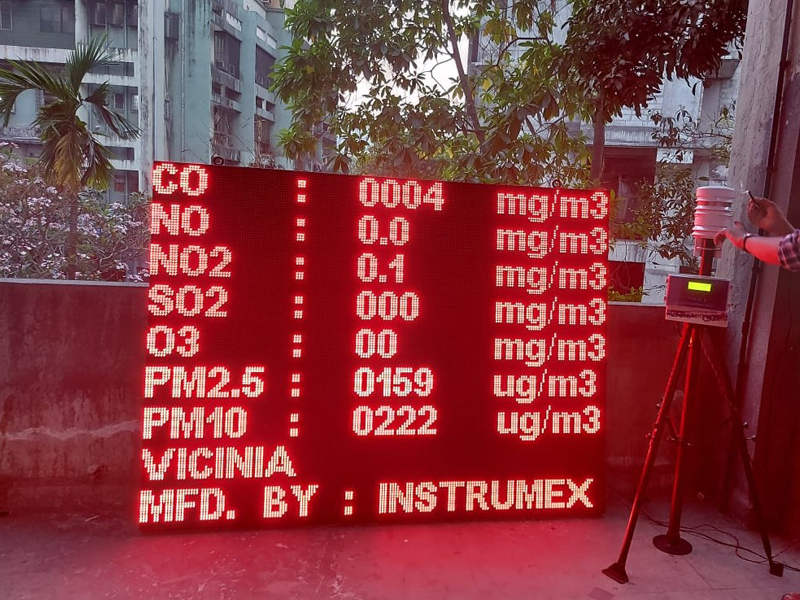 CO : 0004 mg/m3
NO : 0.0 mg/m3
NO2 : 0.1 mg/m3
SO2 : 000 mg/m3
O3 : 00 mg/m3
PM2.5 : 0159 ug/m3
PM10 : 0222 ug/m3
VICINIA
MFD. BY : INSTRUMEX